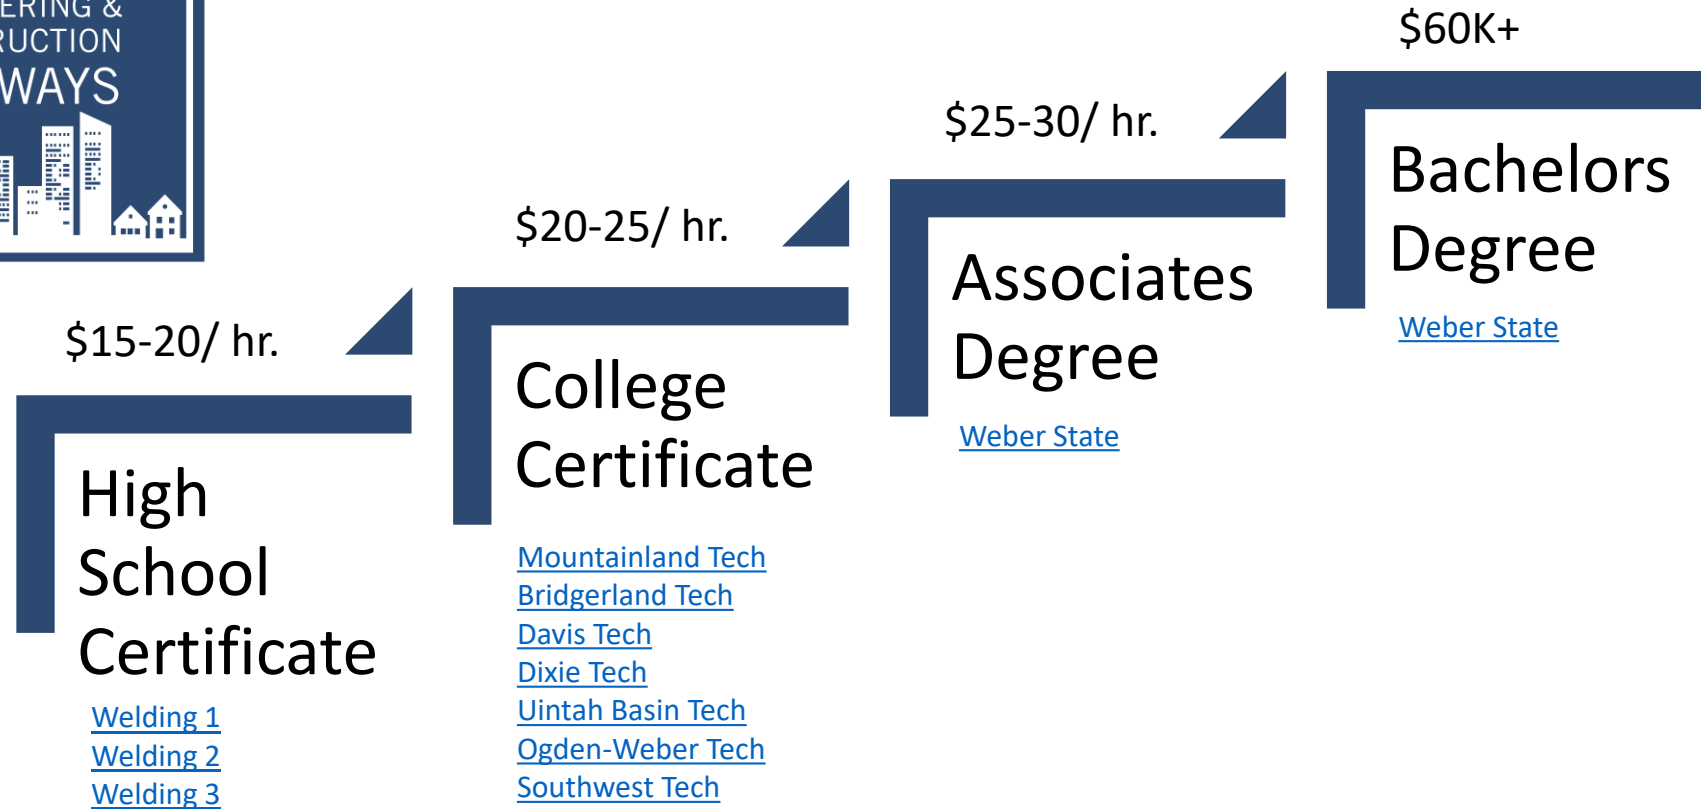 ERING &
RUCTION
WAYS
$15-20/ hr.
High
School
Certificate
Welding 1
Welding 2
Welding 3
$20-25/ hr.
College
Certificate
Mountainland Tech
Bridgerland Tech
Davis Tech
Dixie Tech
Uintah Basin Tech
Ogden-Weber Tech
Southwest Tech
$25-30/ hr.
Associates
Degree
Weber State
$60K+
Bachelors
Degree
Weber State